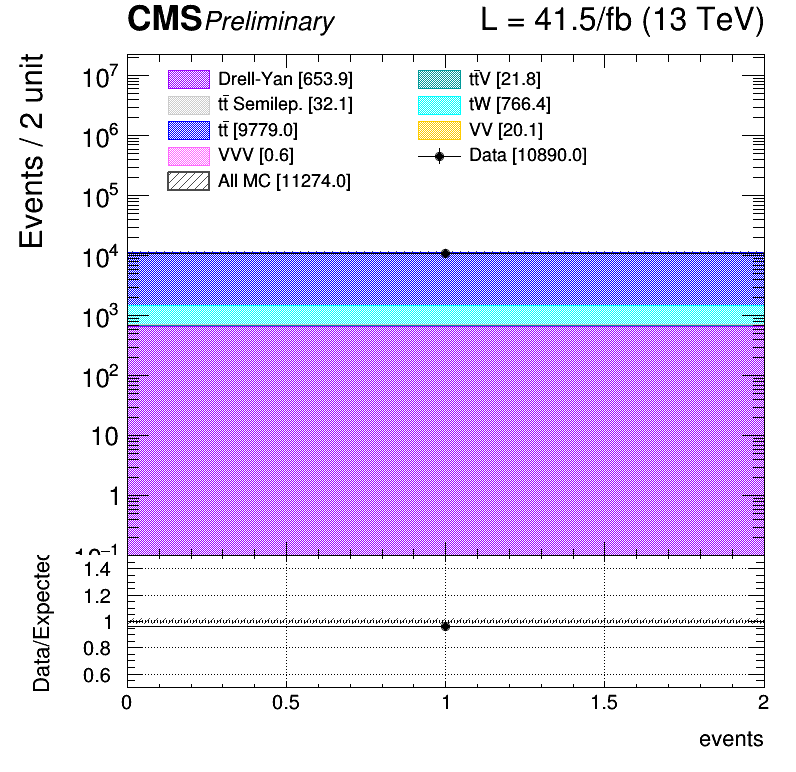 CMS Preliminary L = 41.5/fb (13 TeV)
Events / 2 unit
10⁷
10⁶
10⁵
10⁴
10³
10²
10
1
10⁻¹
Drell-Yan [653.9]
tt̄ Semilep. [32.1]
tt̄ [9779.0]
VVV [0.6]
All MC [11274.0]
tt̄V [21.8]
tW [766.4]
VV [20.1]
Data [10890.0]
Data/Expected
1.4
1.2
1
0.8
0.6
0 0.5 1 1.5 2
events